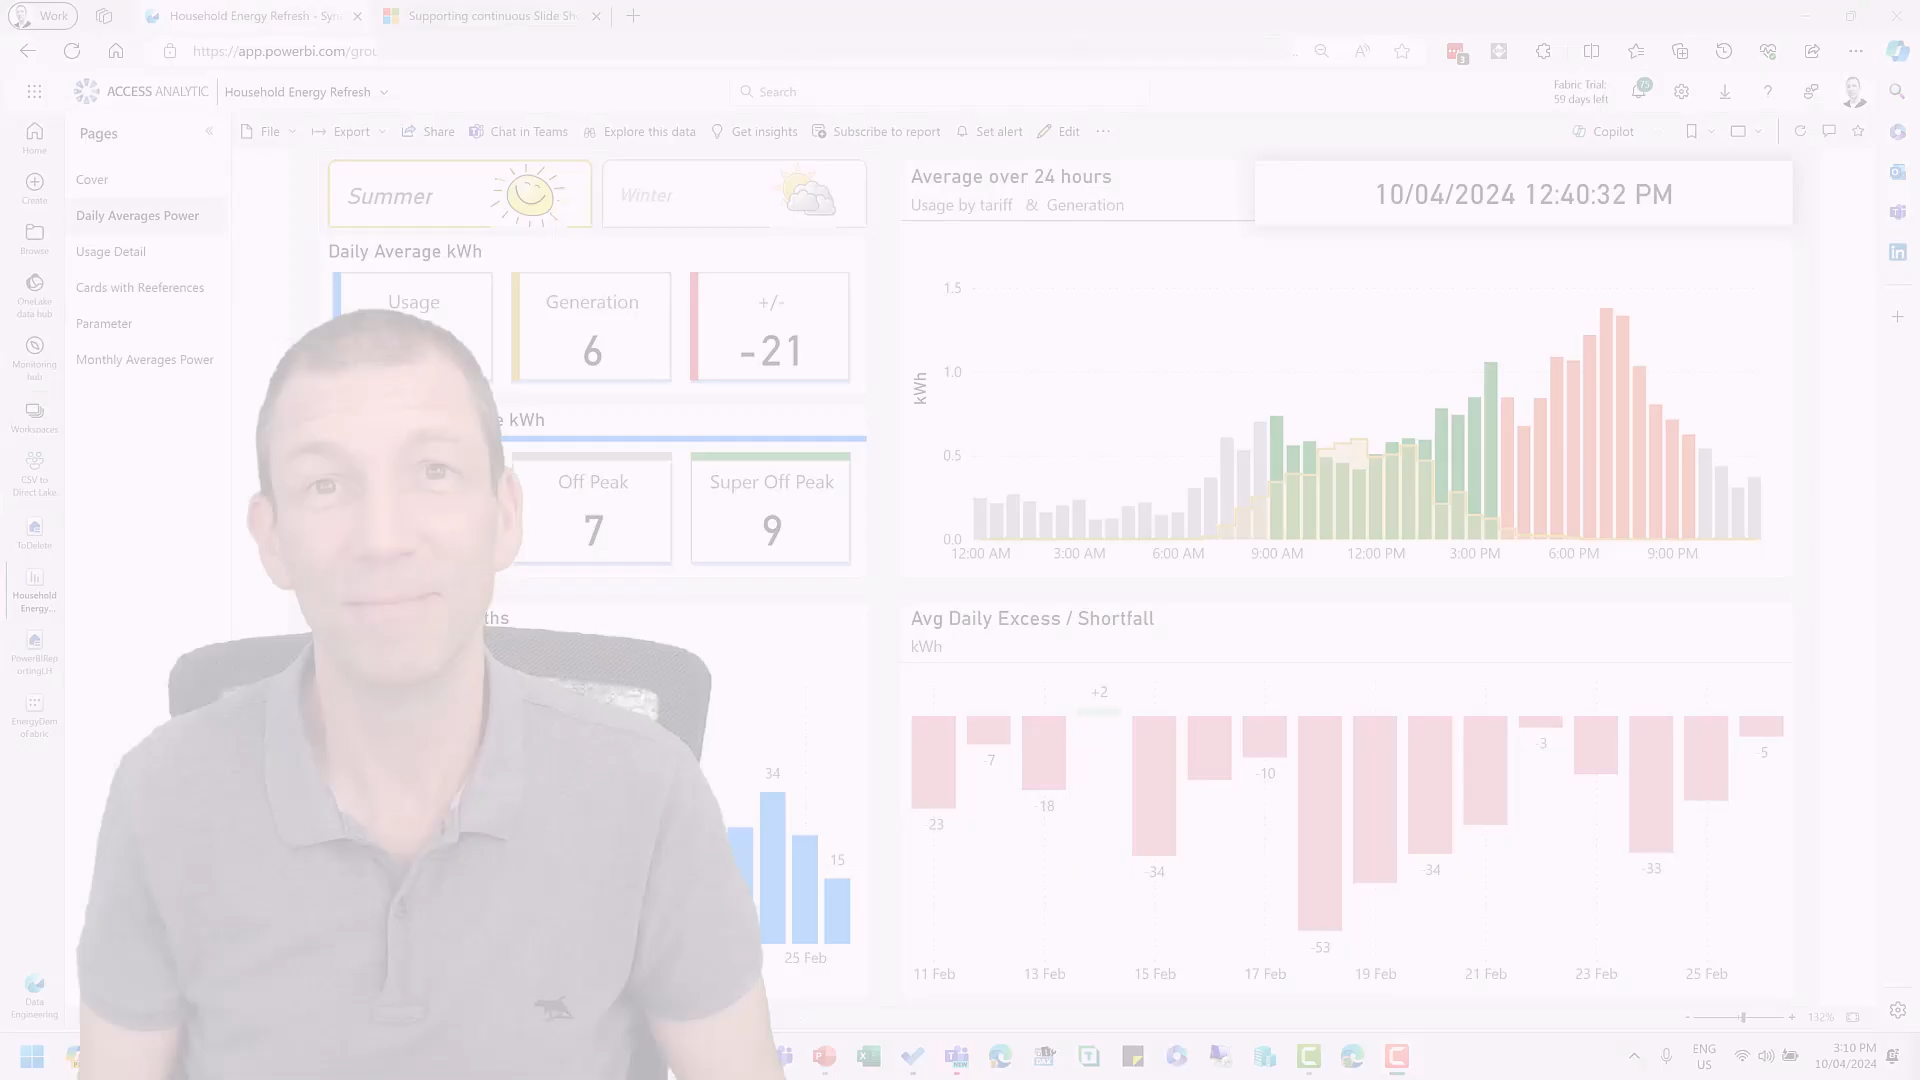 Work
Household Energy Refresh - Syn
Supporting continuous Slide Sh
https://app.powerbi.com/grou
3
ACCESS ANALYTIC
Household Energy Refresh
Search
Fabric Trial:
59 days left
75
Pages
File
Export
Share
Chat in Teams
Explore this data
Get insights
Subscribe to report
Set alert
Edit
Copilot
Home
Create
Browse
OneLake
data hub
Monitoring
hub
Workspaces
CSV to
Direct Lake
ToDelete
Household
Energy...
PowerBIRep
ortingLH
EnergyDem
oFabric
Data
Engineering
Cover
Daily Averages Power
Usage Detail
Cards with Reeferences
Parameter
Monthly Averages Power
Summer
Winter
Daily Average kWh
Usage
Generation
6
+/-
-21
e kWh
Off Peak
7
Super Off Peak
9
ths
34
15
25 Feb
Average over 24 hours
Usage by tariff & Generation
10/04/2024 12:40:32 PM
kWh
1.5
1.0
0.5
0.0
12:00 AM
3:00 AM
6:00 AM
9:00 AM
12:00 PM
3:00 PM
6:00 PM
9:00 PM
Avg Daily Excess / Shortfall
kWh
+2
-23
-7
-18
-34
-10
-53
-34
-3
-33
-5
11 Feb
13 Feb
15 Feb
17 Feb
19 Feb
21 Feb
23 Feb
25 Feb
132%
ENG
US
3:10 PM
10/04/2024